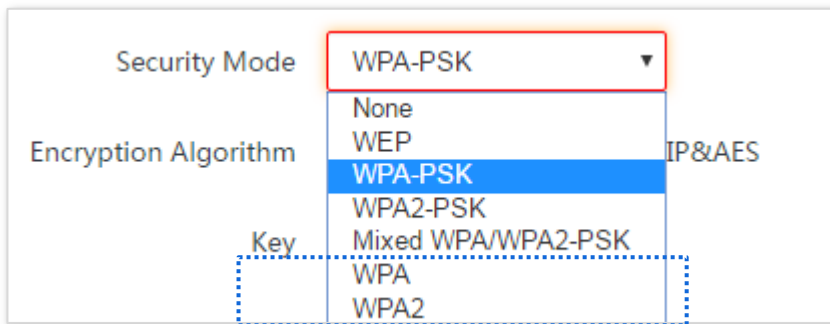 Security Mode WPA-PSK
None
WEP
Encryption Algorithm IP&AES
WPA-PSK
WPA2-PSK
Key Mixed WPA/WPA2-PSK
WPA
WPA2